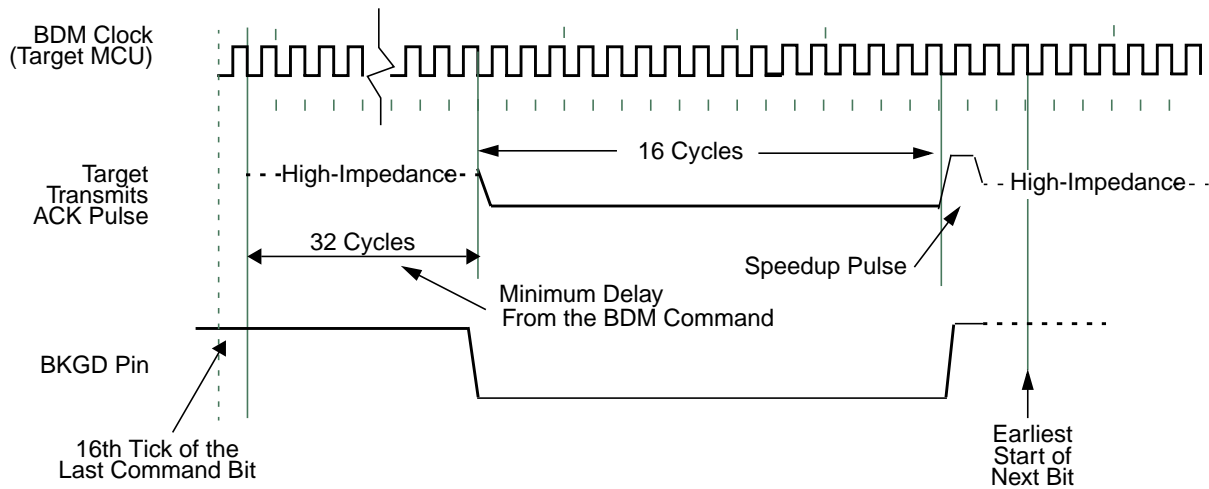 BDM Clock
(Target MCU)
16 Cycles
Target
Transmits
ACK Pulse
High-Impedance
High-Impedance
32 Cycles
Speedup Pulse
Minimum Delay
From the BDM Command
BKGD Pin
16th Tick of the
Last Command Bit
Earliest
Start of
Next Bit